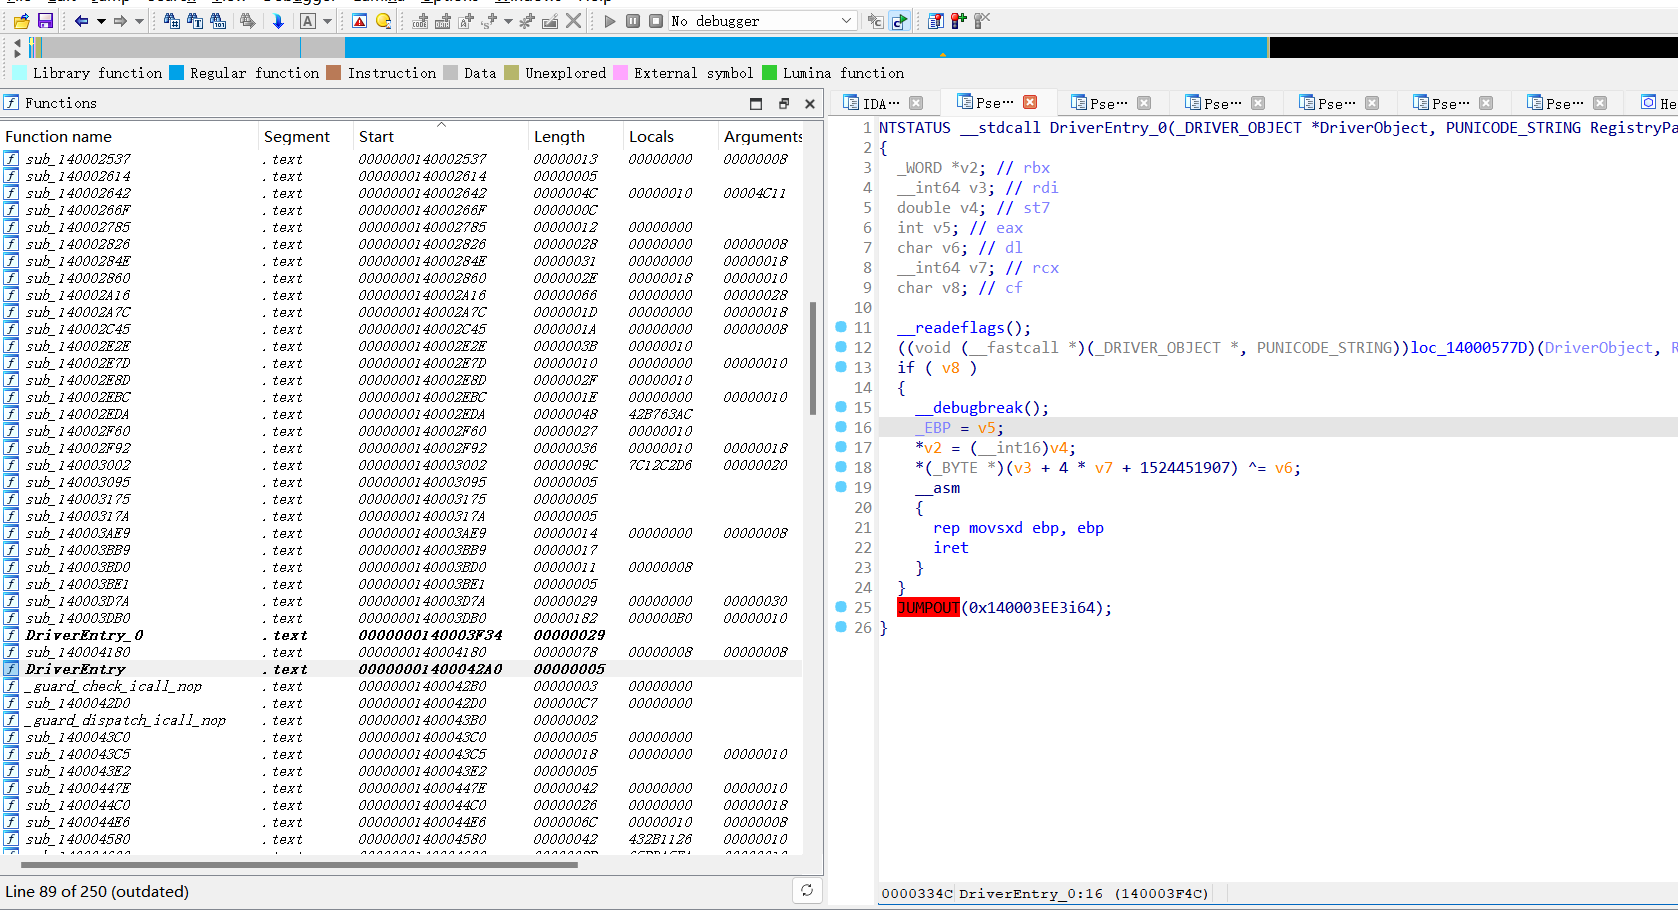 No debugger
Library function Regular function Instruction Data Unexplored External symbol Lumina function
Functions
Function name Segment Start Length Locals Arguments
sub_140002537 .text 0000000140002537 00000013 00000000 00000008
sub_140002614 .text 0000000140002614 00000005
sub_140002642 .text 0000000140002642 0000004C 00000010 00004C11
sub_14000266F .text 000000014000266F 0000000C
sub_140002785 .text 0000000140002785 00000012 00000000
sub_140002826 .text 0000000140002826 00000028 00000000 00000008
sub_14000284E .text 000000014000284E 00000031 00000000 00000018
sub_140002860 .text 0000000140002860 0000002E 00000018 00000010
sub_140002A16 .text 0000000140002A16 00000066 00000000 00000028
sub_140002A7C .text 0000000140002A7C 0000001D 00000000 00000018
sub_140002C45 .text 0000000140002C45 0000001A 00000000 00000008
sub_140002E2E .text 0000000140002E2E 0000003B 00000010
sub_140002E7D .text 0000000140002E7D 00000010 00000000 00000010
sub_140002E8D .text 0000000140002E8D 0000002F 00000010
sub_140002EBC .text 0000000140002EBC 0000001E 00000000 00000010
sub_140002EDA .text 0000000140002EDA 00000048 42B763AC
sub_140002F60 .text 0000000140002F60 00000027 00000010
sub_140002F92 .text 0000000140002F92 00000036 00000010 00000018
sub_140003002 .text 0000000140003002 0000009C 7C12C2D6 00000020
sub_140003095 .text 0000000140003095 00000005
sub_140003175 .text 0000000140003175 00000005
sub_14000317A .text 000000014000317A 00000005
sub_140003AE9 .text 0000000140003AE9 00000014 00000000 00000008
sub_140003BB9 .text 0000000140003BB9 00000017
sub_140003BD0 .text 0000000140003BD0 00000011 00000008
sub_140003BE1 .text 0000000140003BE1 00000005
sub_140003D7A .text 0000000140003D7A 00000029 00000000 00000030
sub_140003DB0 .text 0000000140003DB0 00000182 000000B0 00000010
DriverEntry_0 .text 0000000140003F34 00000029
sub_140004180 .text 0000000140004180 00000078 00000008 00000008
DriverEntry .text 00000001400042A0 00000005
_guard_check_icall_nop .text 00000001400042B0 00000003 00000000
sub_1400042D0 .text 00000001400042D0 000000C7 00000000
_guard_dispatch_icall_nop .text 00000001400043B0 00000002
sub_1400043C0 .text 00000001400043C0 00000005 00000000
sub_1400043C5 .text 00000001400043C5 00000018 00000000 00000010
sub_1400043E2 .text 00000001400043E2 00000005
sub_14000447E .text 000000014000447E 00000042 00000000 00000010
sub_1400044C0 .text 00000001400044C0 00000026 00000000 00000018
sub_1400044E6 .text 00000001400044E6 0000006C 00000010 00000008
sub_140004580 .text 0000000140004580 00000042 432B1126 00000010
Line 89 of 250 (outdated)
IDA… Pse… Pse… Pse… Pse… Pse… Pse… He
1 NTSTATUS __stdcall DriverEntry_0(_DRIVER_OBJECT *DriverObject, PUNICODE_STRING RegistryPa
2 {
3 _WORD *v2; // rbx
4 __int64 v3; // rdi
5 double v4; // st7
6 int v5; // eax
7 char v6; // dl
8 __int64 v7; // rcx
9 char v8; // cf
10
11 __readeflags();
12 ((void (__fastcall *)(_DRIVER_OBJECT *, PUNICODE_STRING))loc_14000577D)(DriverObject, R
13 if ( v8 )
14 {
15 __debugbreak();
16 _EBP = v5;
17 *v2 = (__int16)v4;
18 *(_BYTE *)(v3 + 4 * v7 + 1524451907) ^= v6;
19 __asm
20 {
21 rep movsxd ebp, ebp
22 iret
23 }
24 }
25 JUMPOUT(0x140003EE3i64);
26 }
0000334C DriverEntry_0:16 (140003F4C)